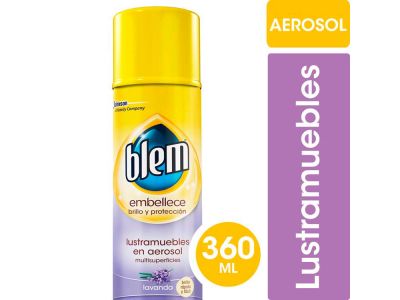 AEROSOL
Lustramuebles
Johnson
A Family Company
blem
embellece
brillo y protección
lustramuebles
en aerosol
multisuperficies
lavanda
360
ML